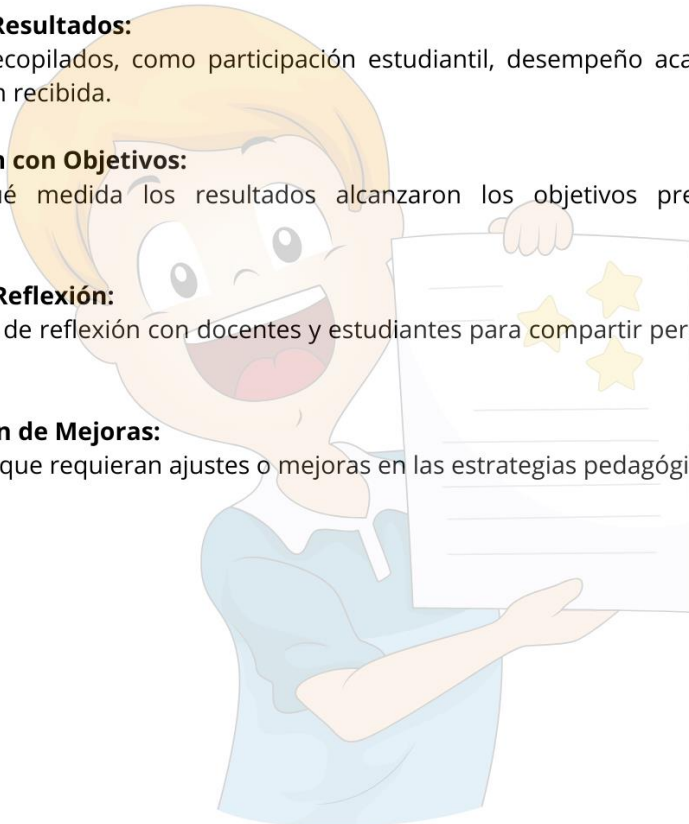 Resultados:
ecopilados, como participación estudiantil, desempeño aca
n recibida.
n con Objetivos:
ué medida los resultados alcanzaron los objetivos pre
Reflexión:
de reflexión con docentes y estudiantes para compartir per
n de Mejoras:
que requieran ajustes o mejoras en las estrategias pedagógi